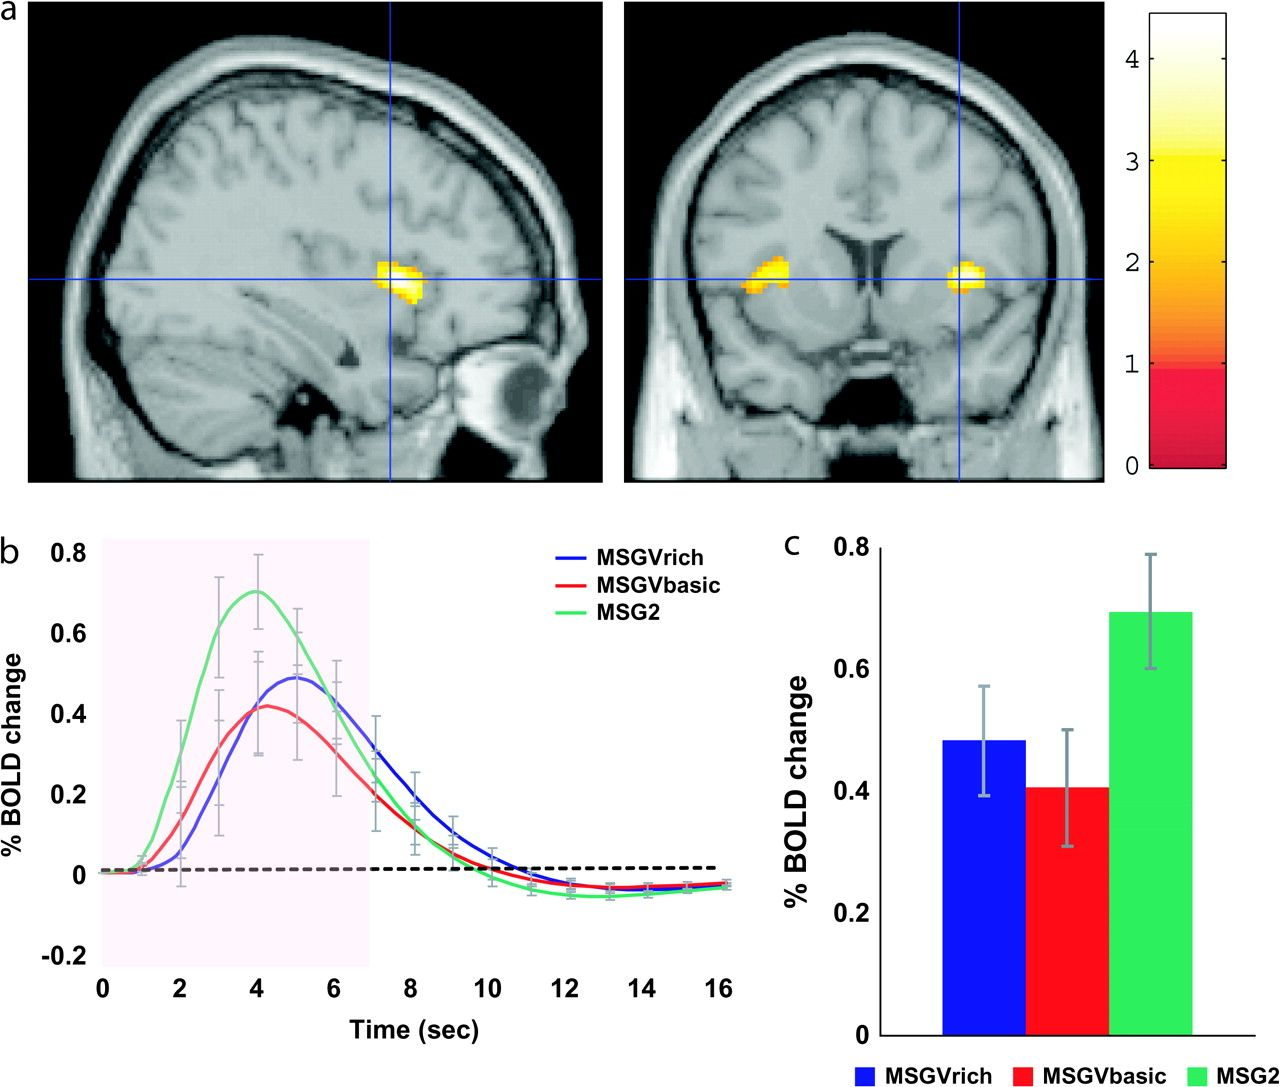 a
4
3
2
1
0
b
0.8
0.6
0.4
0.2
0
-0.2
% BOLD change
MSGVrich
MSGVbasic
MSG2
0 2 4 6 8 10 12 14 16
Time (sec)
c
0.8
0.6
0.4
0.2
0
% BOLD change
MSGVrich MSGVbasic MSG2